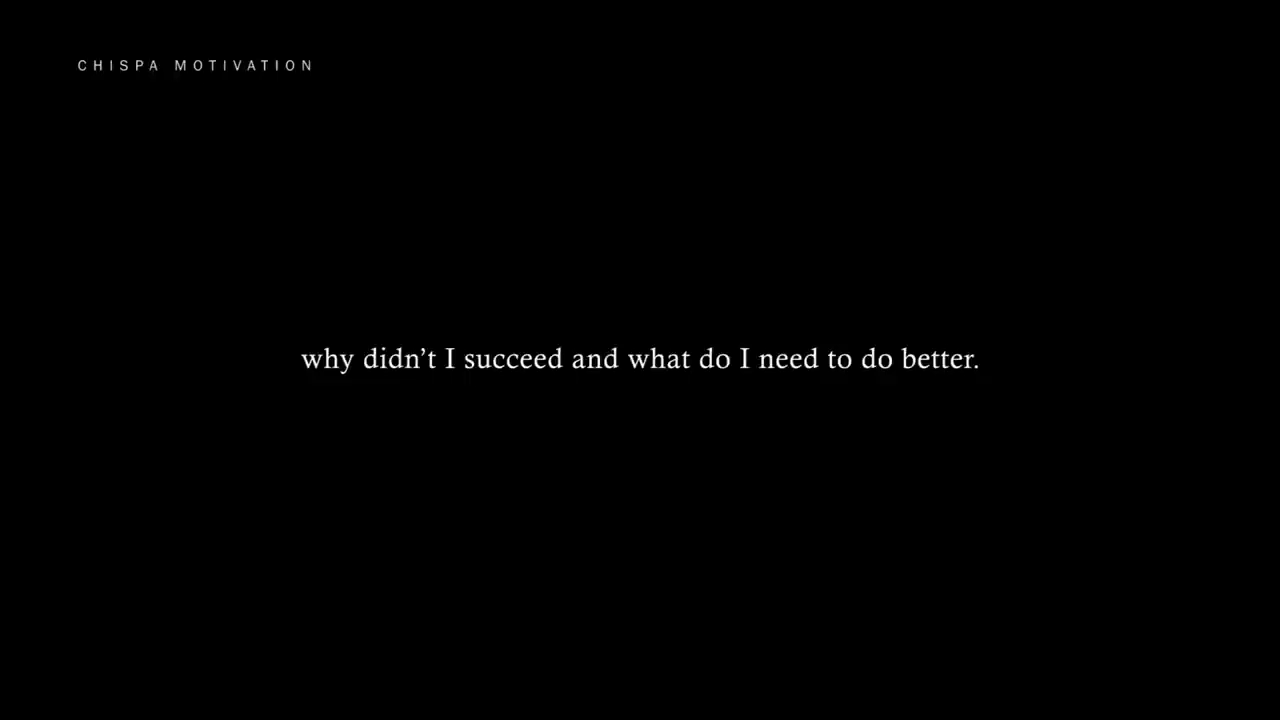 CHISPA MOTIVATION
why didn’t I succeed and what do I need to do better.